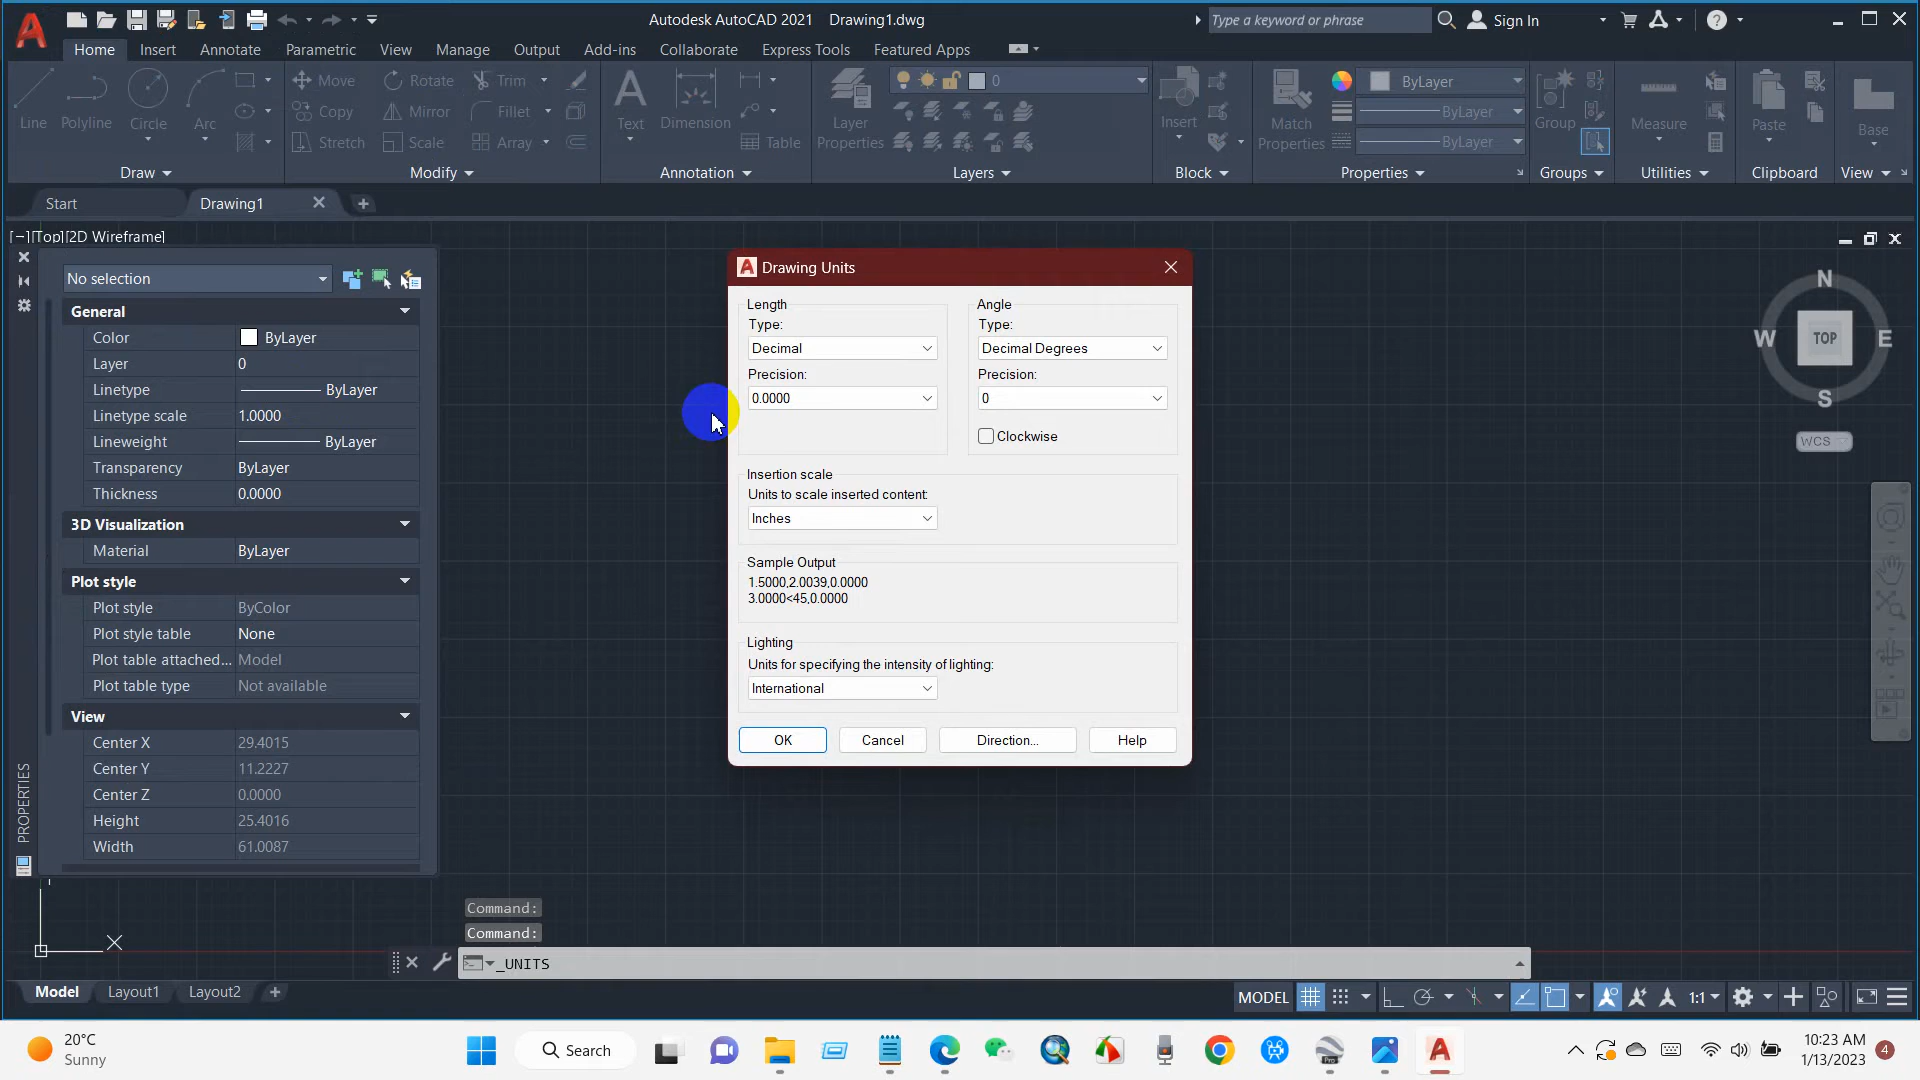 Autodesk AutoCAD 2021 Drawing1.dwg
Type a keyword or phrase
Sign In
Home Insert Annotate Parametric View Manage Output Add-ins Collaborate Express Tools Featured Apps
Line Polyline Circle Arc
Move Rotate Trim
Copy Mirror Fillet
Stretch Scale Array
Text Dimension Table
Layer Properties
0
Insert
Match Properties
ByLayer
ByLayer
ByLayer
Group
Measure
Paste
Base
Draw Modify Annotation Layers Block Properties Groups Utilities Clipboard View
Start Drawing1
[−][Top][2D Wireframe]
No selection
General
Color ByLayer
Layer 0
Linetype ByLayer
Linetype scale 1.0000
Lineweight ByLayer
Transparency ByLayer
Thickness 0.0000
3D Visualization
Material ByLayer
Plot style
Plot style ByColor
Plot style table None
Plot table attached... Model
Plot table type Not available
View
Center X 29.4015
Center Y 11.2227
Center Z 0.0000
Height 25.4016
Width 61.0087
PROPERTIES
Drawing Units
Length
Type:
Decimal
Precision:
0.0000
Angle
Type:
Decimal Degrees
Precision:
0
Clockwise
Insertion scale
Units to scale inserted content:
Inches
Sample Output
1.5000,2.0039,0.0000
3.0000<45,0.0000
Lighting
Units for specifying the intensity of lighting:
International
OK Cancel Direction... Help
N
W TOP E
S
WCS
Command:
Command:
_UNITS
Model Layout1 Layout2
MODEL 1:1
20°C
Sunny
Search
Pro
10:23 AM
1/13/2023
4